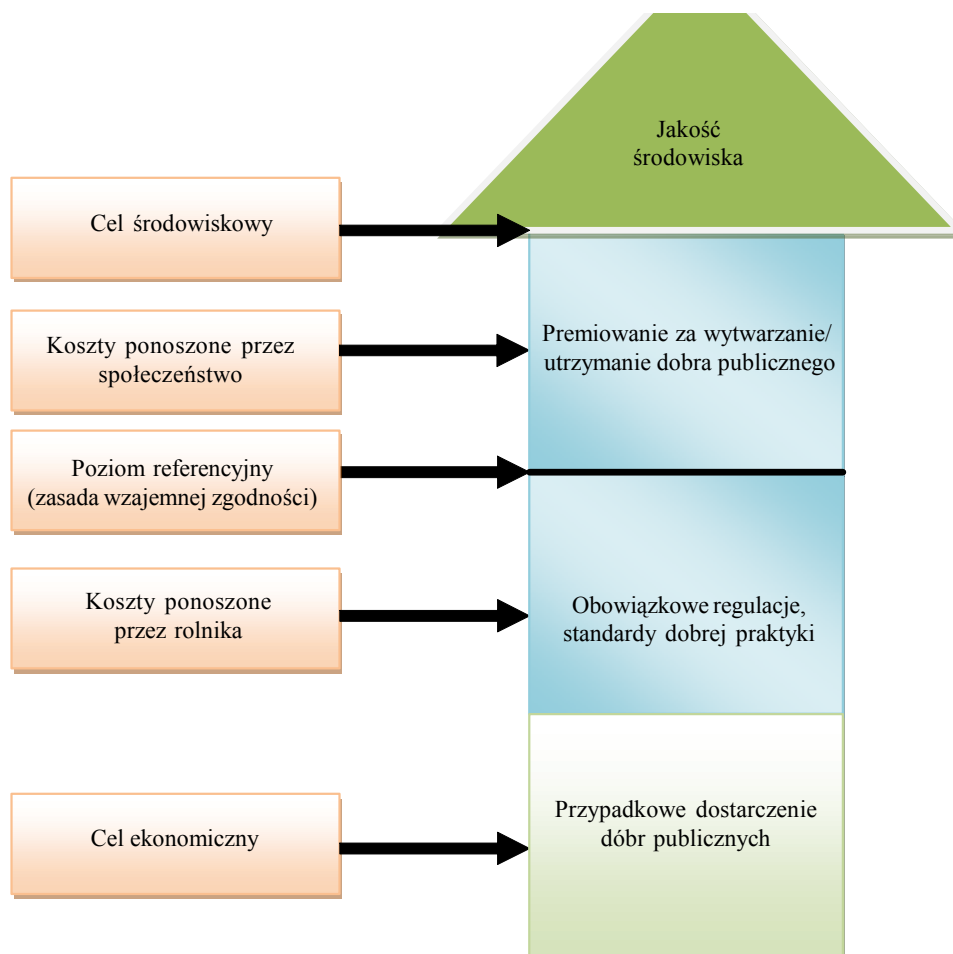 Jakość
środowiska
Cel środowiskowy
Koszty ponoszone przez
społeczeństwo
Premiowanie za wytwarzanie/
utrzymanie dobra publicznego
Poziom referencyjny
(zasada wzajemnej zgodności)
Koszty ponoszone
przez rolnika
Obowiązkowe regulacje,
standardy dobrej praktyki
Cel ekonomiczny
Przypadkowe dostarczenie
dóbr publicznych